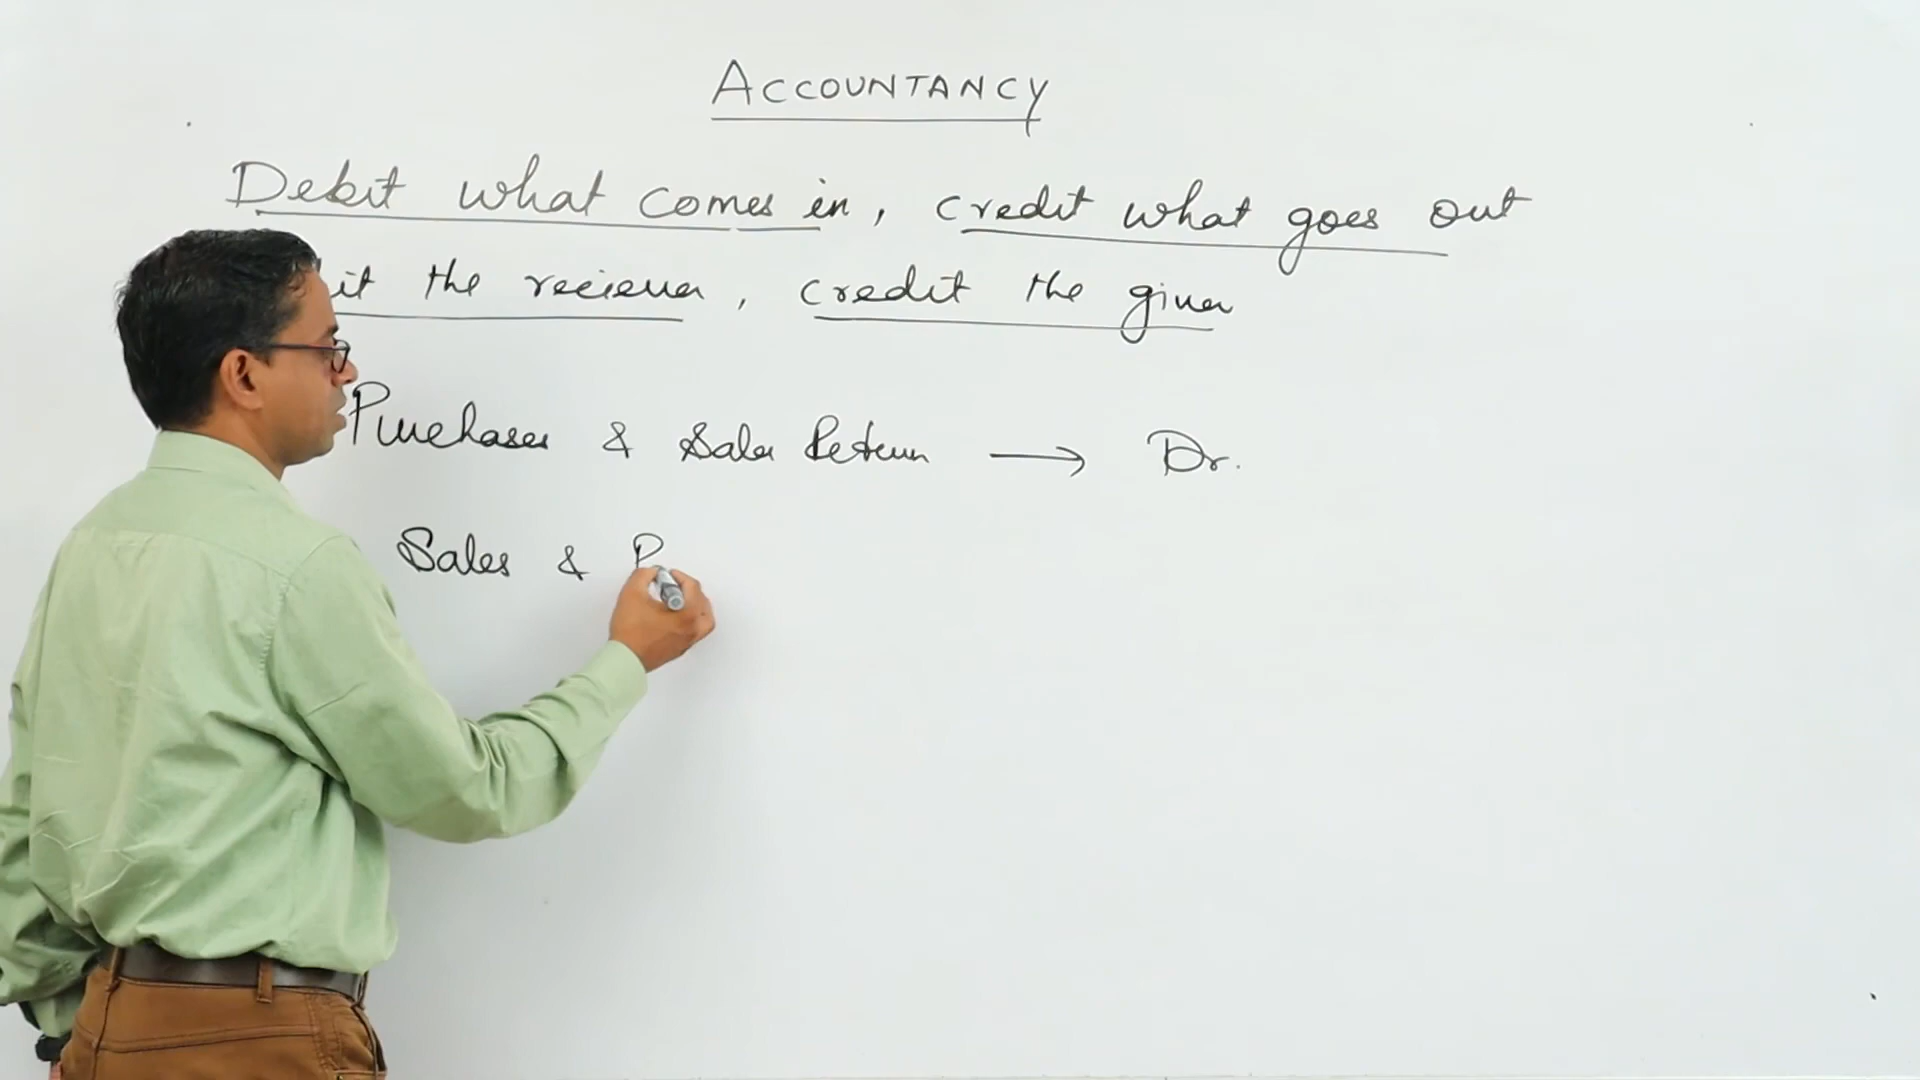 ACCOUNTANCY
Debit what comes in, credit what goes out
it the reciever, credit the giver
Purchases & Sales Return → Dr.
Sales & P